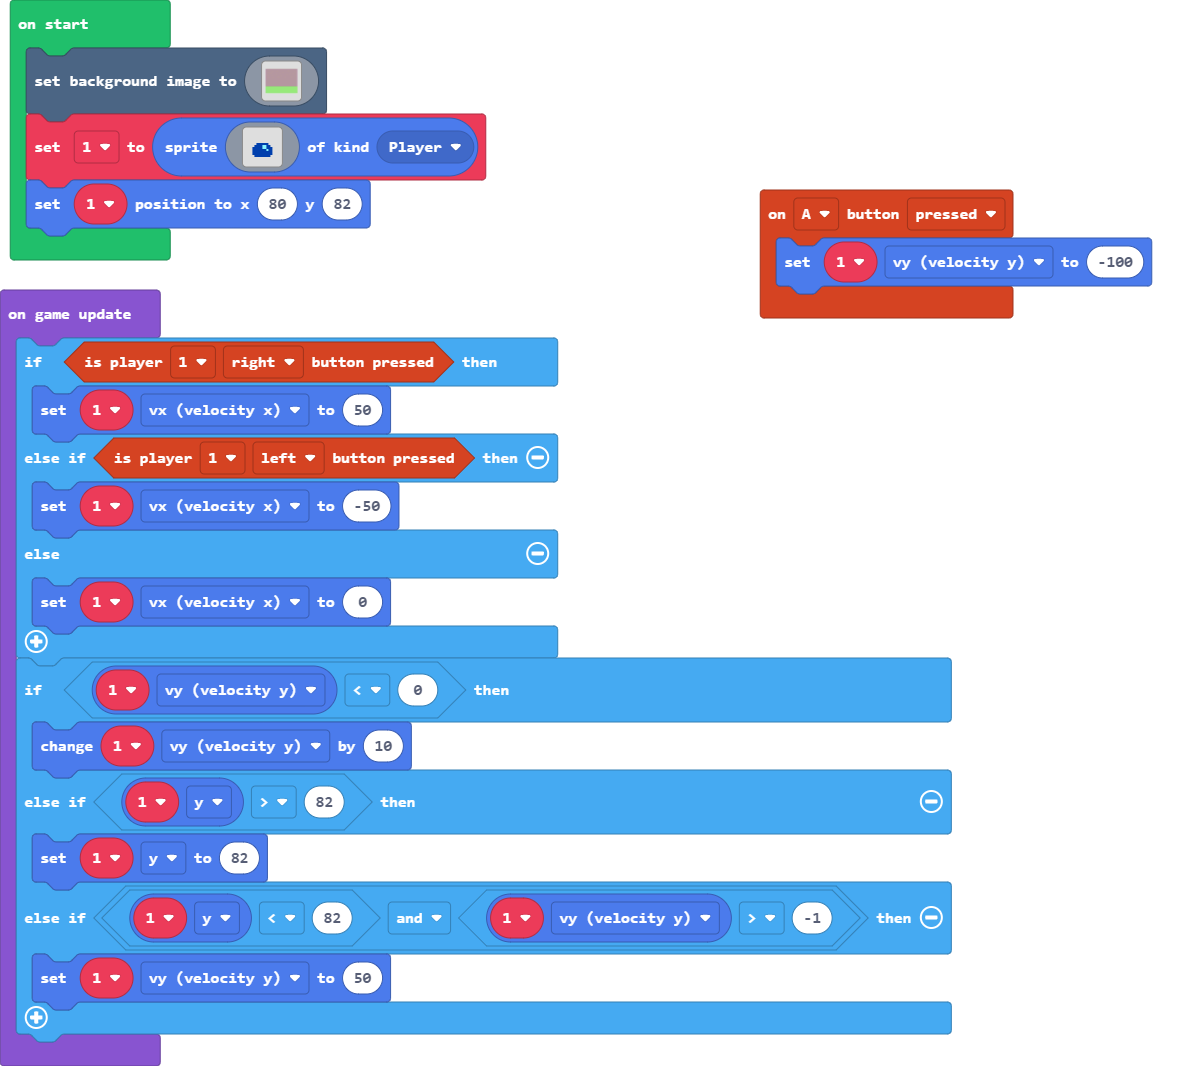 on start
set background image to
set 1 to sprite of kind Player
set 1 position to x 80 y 82
on A button pressed
set 1 vy (velocity y) to -100
on game update
if is player 1 right button pressed then
set 1 vx (velocity x) to 50
else if is player 1 left button pressed then
set 1 vx (velocity x) to -50
else
set 1 vx (velocity x) to 0
if 1 vy (velocity y) < 0 then
change 1 vy (velocity y) by 10
else if 1 y > 82 then
set 1 y to 82
else if 1 y < 82 and 1 vy (velocity y) > -1 then
set 1 vy (velocity y) to 50